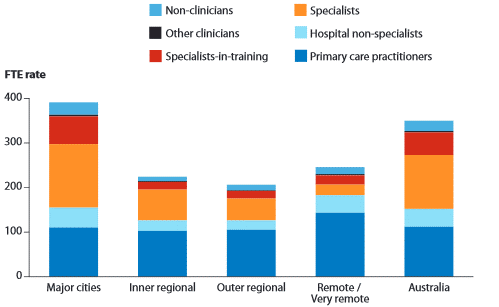 Non-clinicians
Specialists
Other clinicians
Hospital non-specialists
Specialists-in-training
Primary care practitioners
FTE rate
400
300
200
100
0
Major cities
Inner regional
Outer regional
Remote /
Very remote
Australia